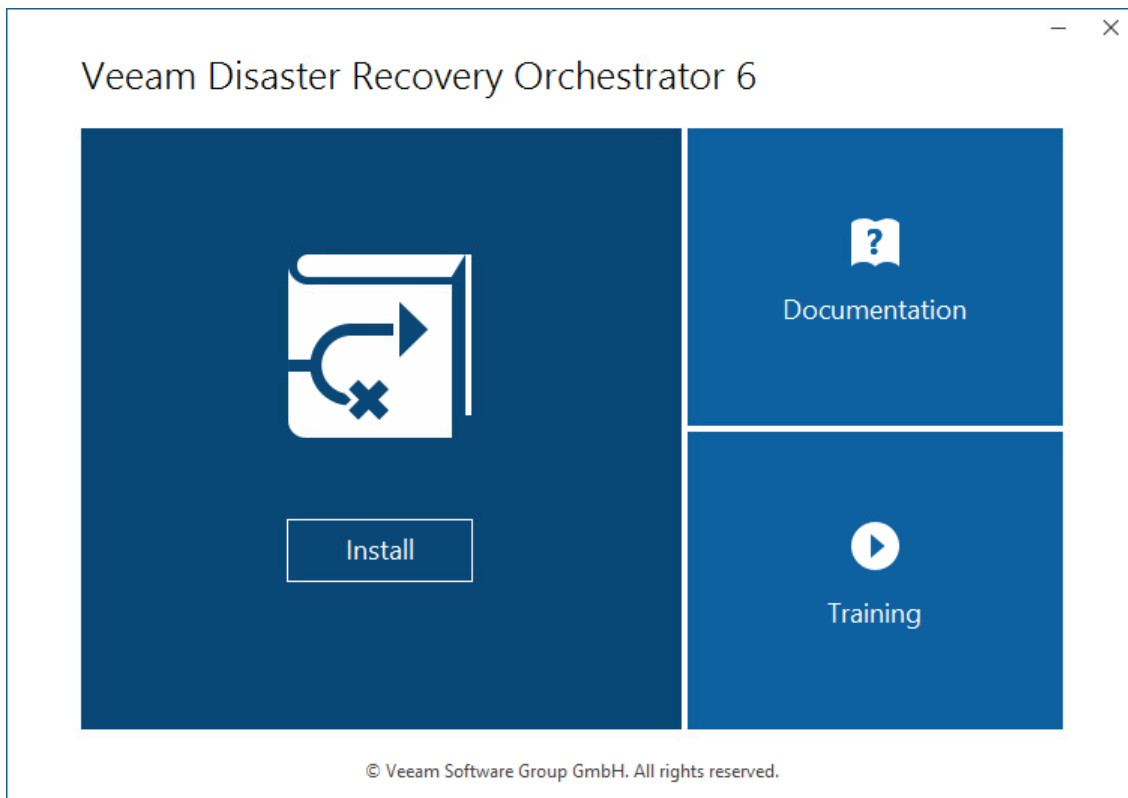 Veeam Disaster Recovery Orchestrator 6
Install
?
Documentation
Training
© Veeam Software Group GmbH. All rights reserved.